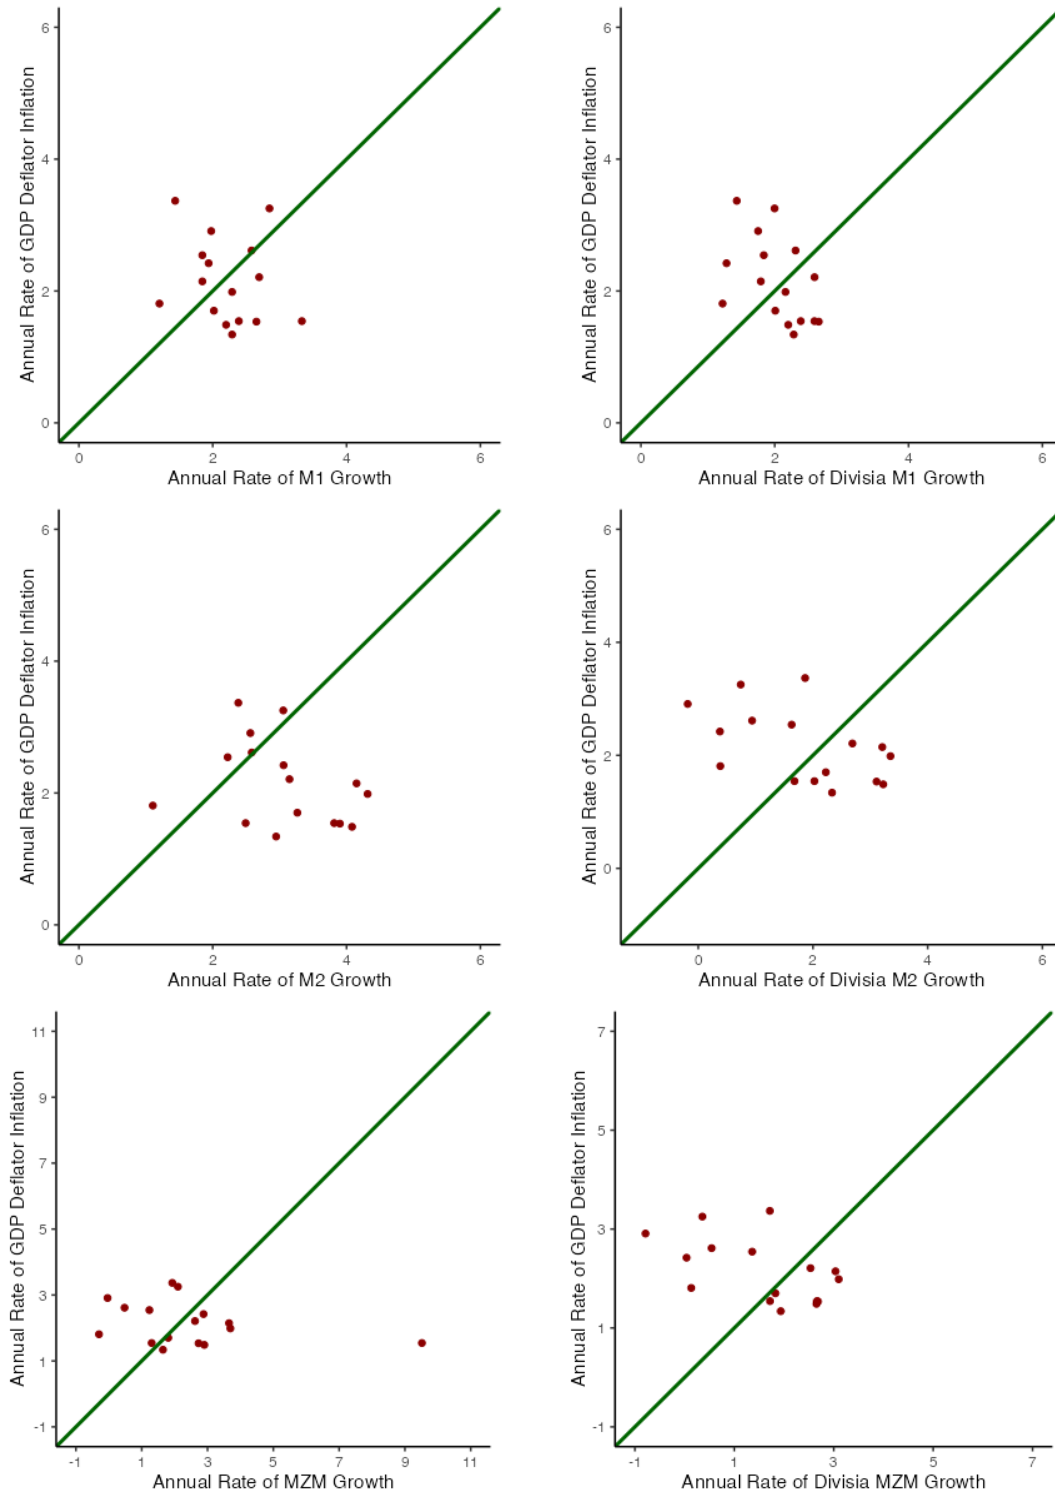 Annual Rate of GDP Deflator Inflation
6
4
2
0
0 2 4 6
Annual Rate of M1 Growth
Annual Rate of GDP Deflator Inflation
6
4
2
0
0 2 4 6
Annual Rate of Divisia M1 Growth
Annual Rate of GDP Deflator Inflation
6
4
2
0
0 2 4 6
Annual Rate of M2 Growth
Annual Rate of GDP Deflator Inflation
6
4
2
0
0 2 4 6
Annual Rate of Divisia M2 Growth
Annual Rate of GDP Deflator Inflation
11
9
7
5
3
1
-1
-1 1 3 5 7 9 11
Annual Rate of MZM Growth
Annual Rate of GDP Deflator Inflation
7
5
3
1
-1
-1 1 3 5 7
Annual Rate of Divisia MZM Growth